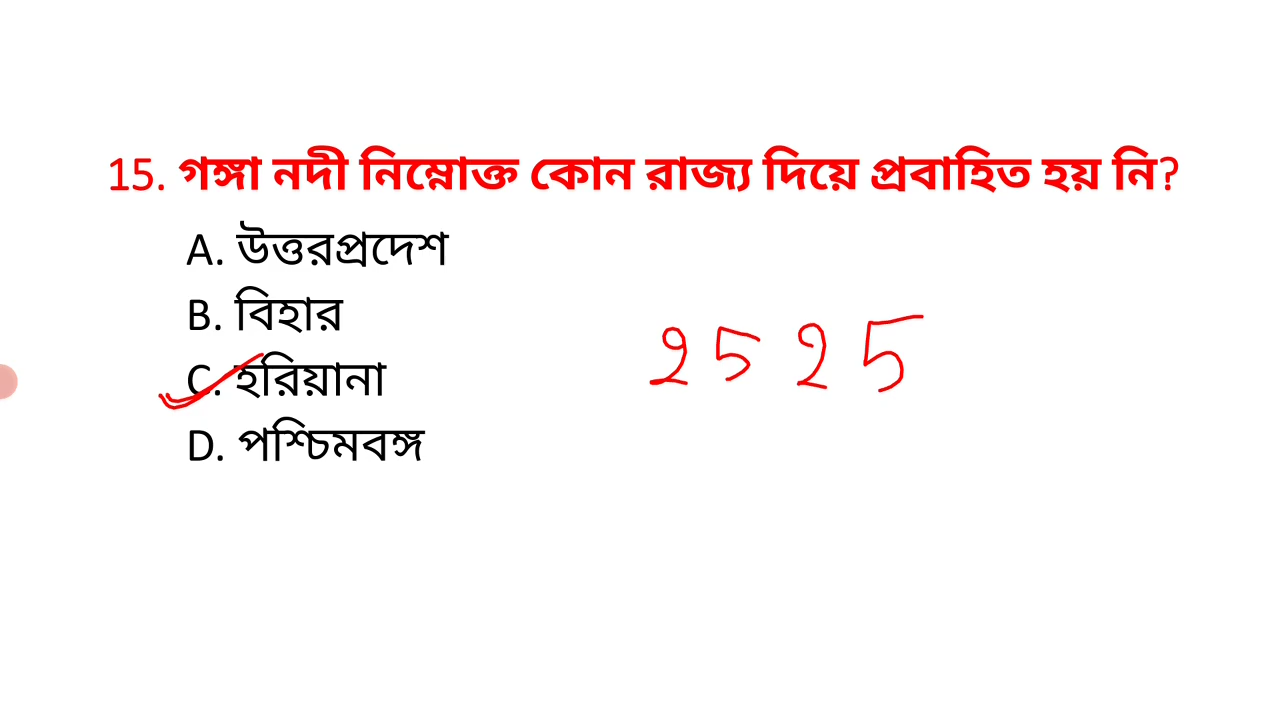 15. গঙ্গা নদী নিম্নোক্ত কোন রাজ্য দিয়ে প্রবাহিত হয় নি?
A. উত্তরপ্রদেশ
B. বিহার
C. হরিয়ানা
2525
D. পশ্চিমবঙ্গ